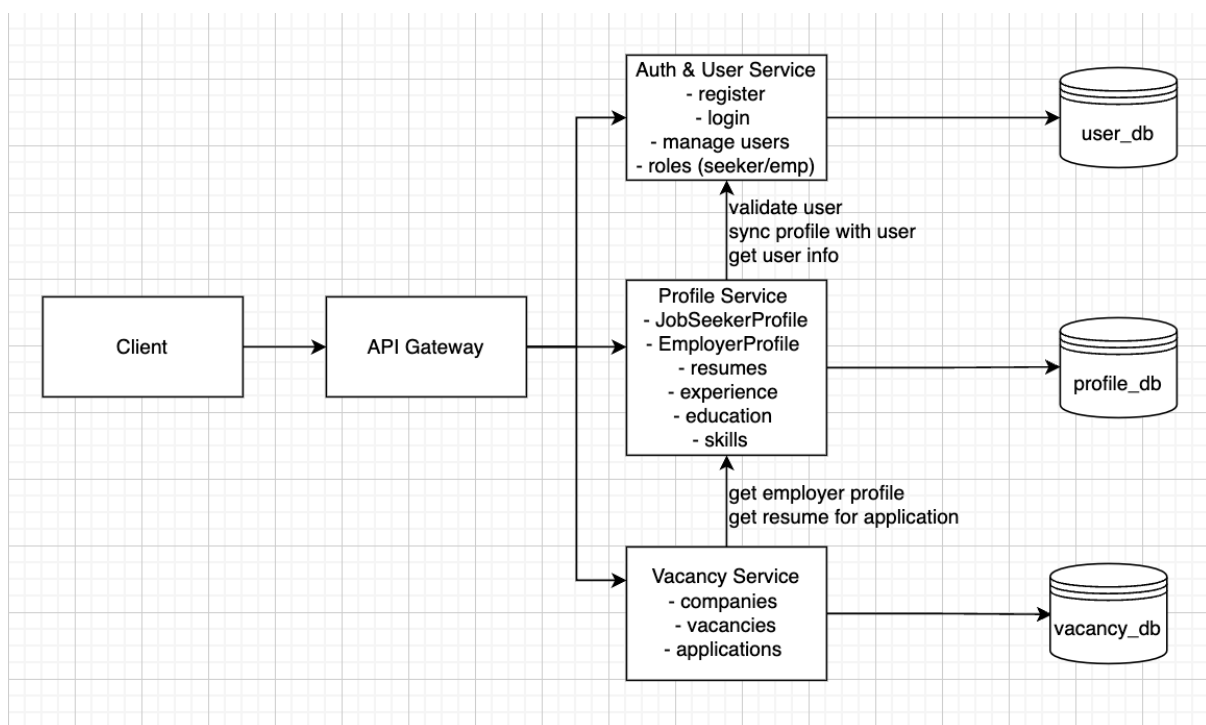 Auth & User Service
- register
- login
- manage users
- roles (seeker/emp)
user_db
validate user
sync profile with user
get user info
Client
API Gateway
Profile Service
- JobSeekerProfile
- EmployerProfile
- resumes
- experience
- education
- skills
profile_db
get employer profile
get resume for application
Vacancy Service
- companies
- vacancies
- applications
vacancy_db